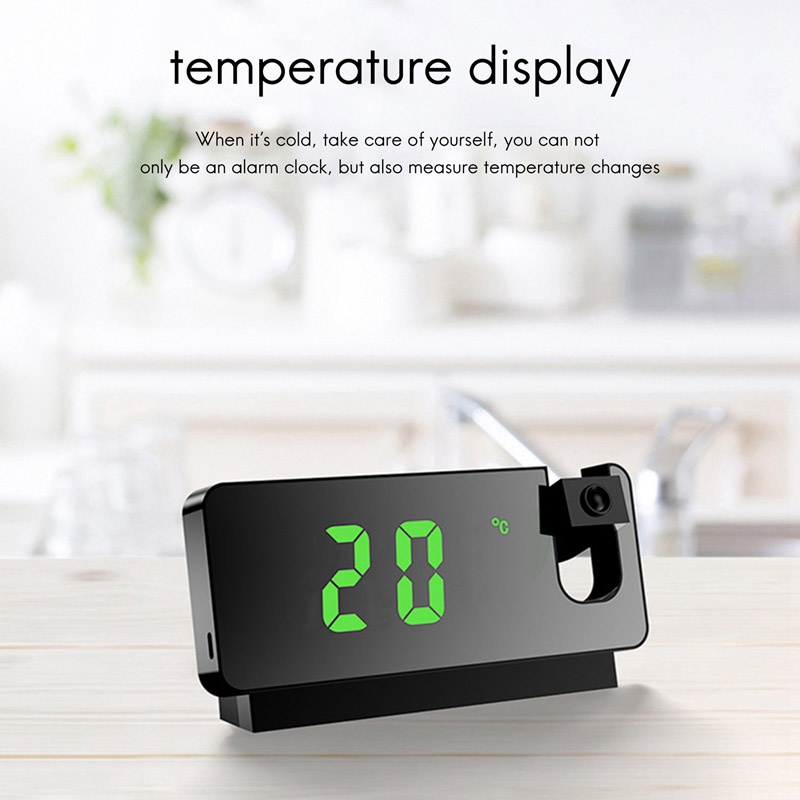 temperature display
When it's cold, take care of yourself, you can not
only be an alarm clock, but also measure temperature changes
20 °C